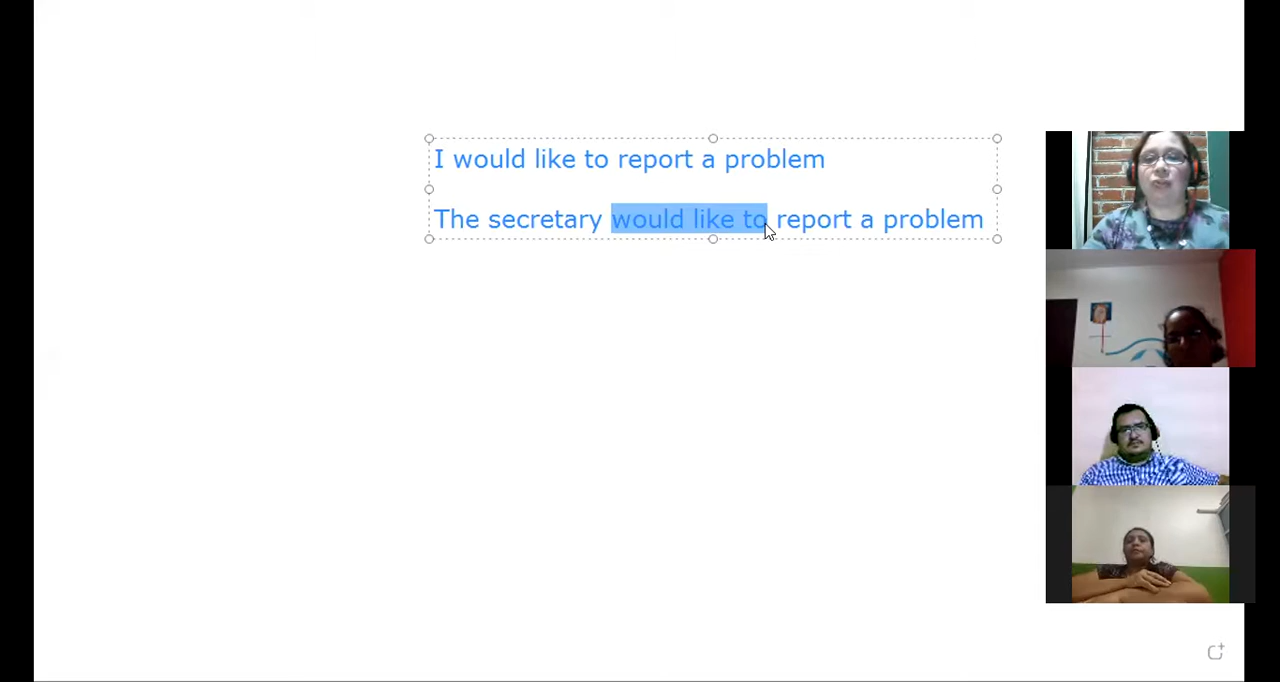 I would like to report a problem
The secretary would like to report a problem